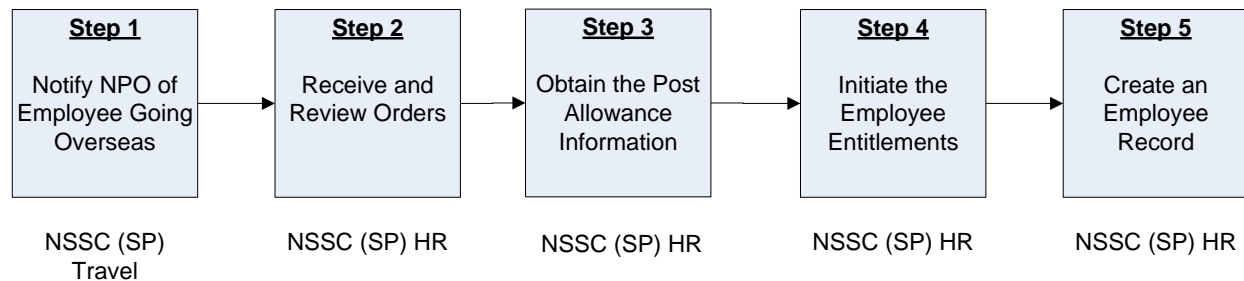 Step 1
Notify NPO of
Employee Going
Overseas
NSSC (SP)
Travel
Step 2
Receive and
Review Orders
NSSC (SP) HR
Step 3
Obtain the Post
Allowance
Information
NSSC (SP) HR
Step 4
Initiate the
Employee
Entitlements
NSSC (SP) HR
Step 5
Create an
Employee
Record
NSSC (SP) HR